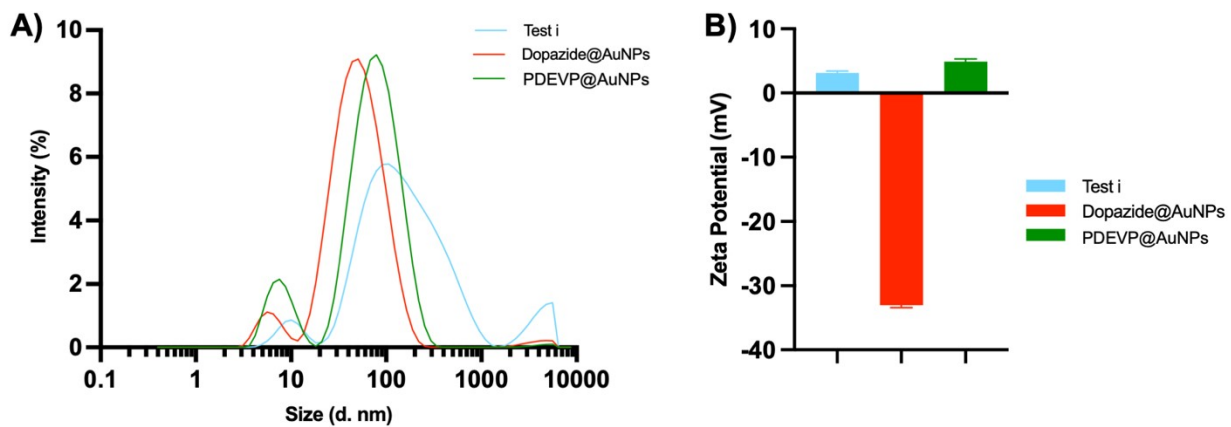 A)
Intensity (%)
10
8
6
4
2
0
0.1
1
10
100
1000
10000
Size (d. nm)
Test i
Dopazide@AuNPs
PDEVP@AuNPs
B)
Zeta Potential (mV)
10
0
-10
-20
-30
-40
Test i
Dopazide@AuNPs
PDEVP@AuNPs